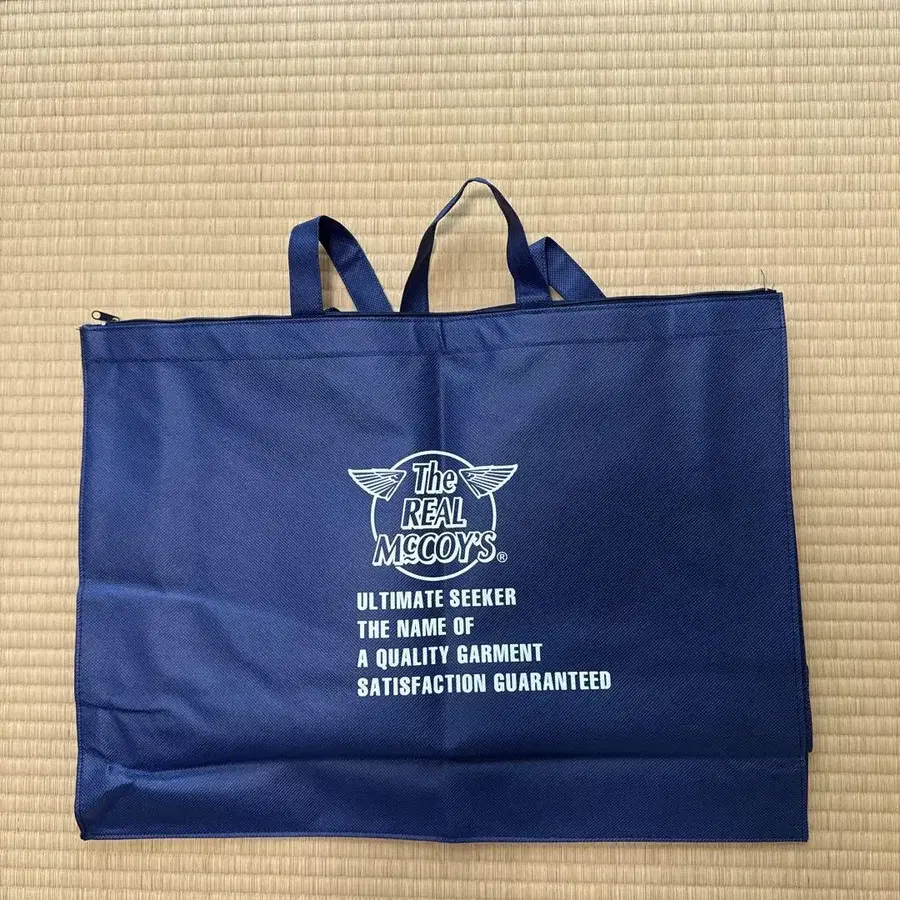 The
REAL
McCOY'S®
ULTIMATE SEEKER
THE NAME OF
A QUALITY GARMENT
SATISFACTION GUARANTEED